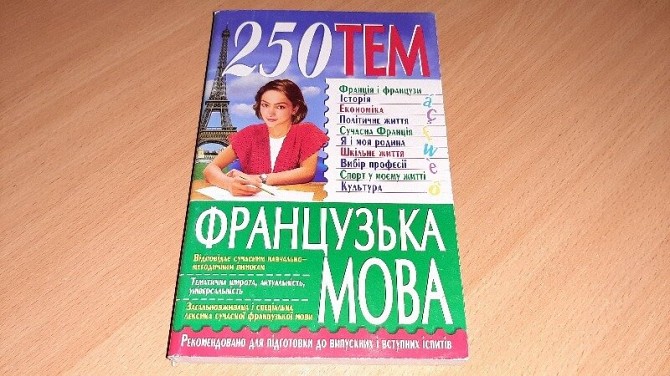 250 ТЕМ
Франція і французи
Історія
Економіка
Політичне життя
Сучасна Франція
Я і моя родина
Шкільне життя
Вибір професії
Спорт у моєму житті
Культура
à
ç
f
w
è
ô
ФРАНЦУЗЬКА
МОВА
Відповідає сучасним навчально-
методичним вимогам
Тематична широта, актуальність,
універсальність
Загальновживана і спеціальна
лексика сучасної французької мови
Рекомендовано для підготовки до випускних і вступних іспитів